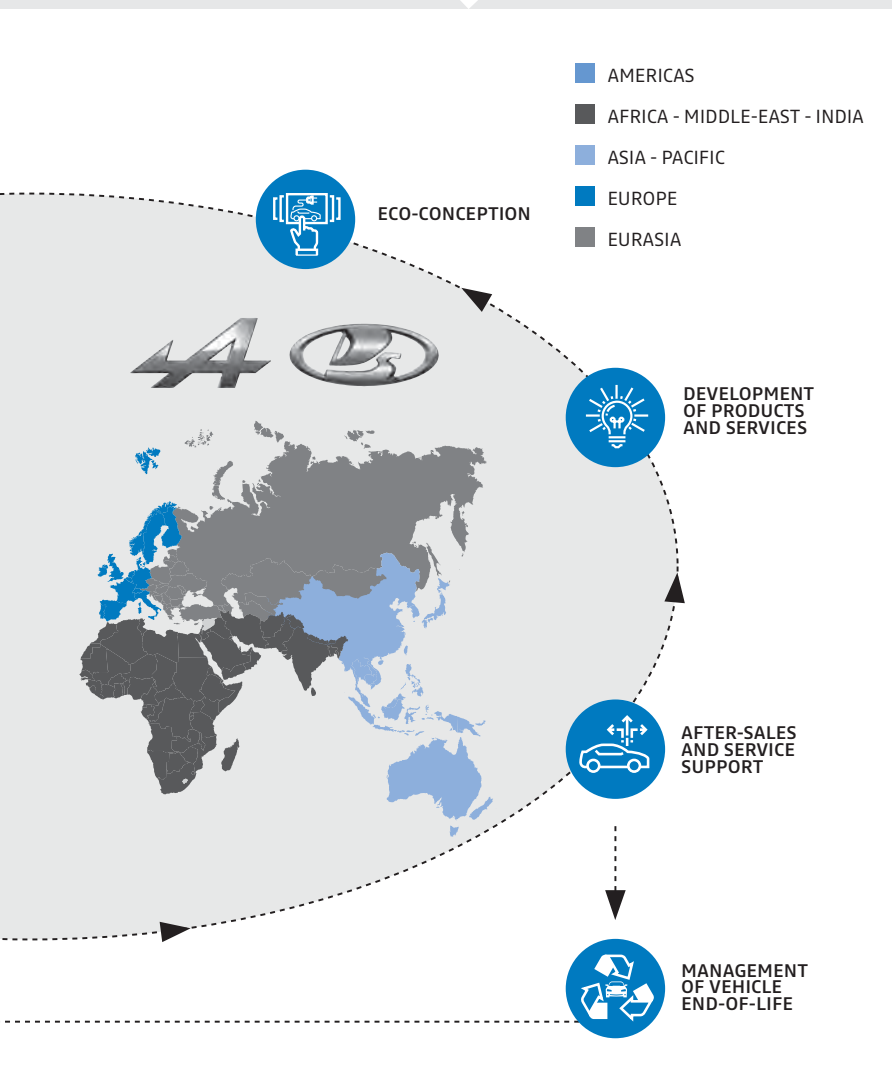 AMERICAS
AFRICA - MIDDLE-EAST - INDIA
ASIA - PACIFIC
EUROPE
EURASIA
ECO-CONCEPTION
DEVELOPMENT
OF PRODUCTS
AND SERVICES
AFTER-SALES
AND SERVICE
SUPPORT
MANAGEMENT
OF VEHICLE
END-OF-LIFE